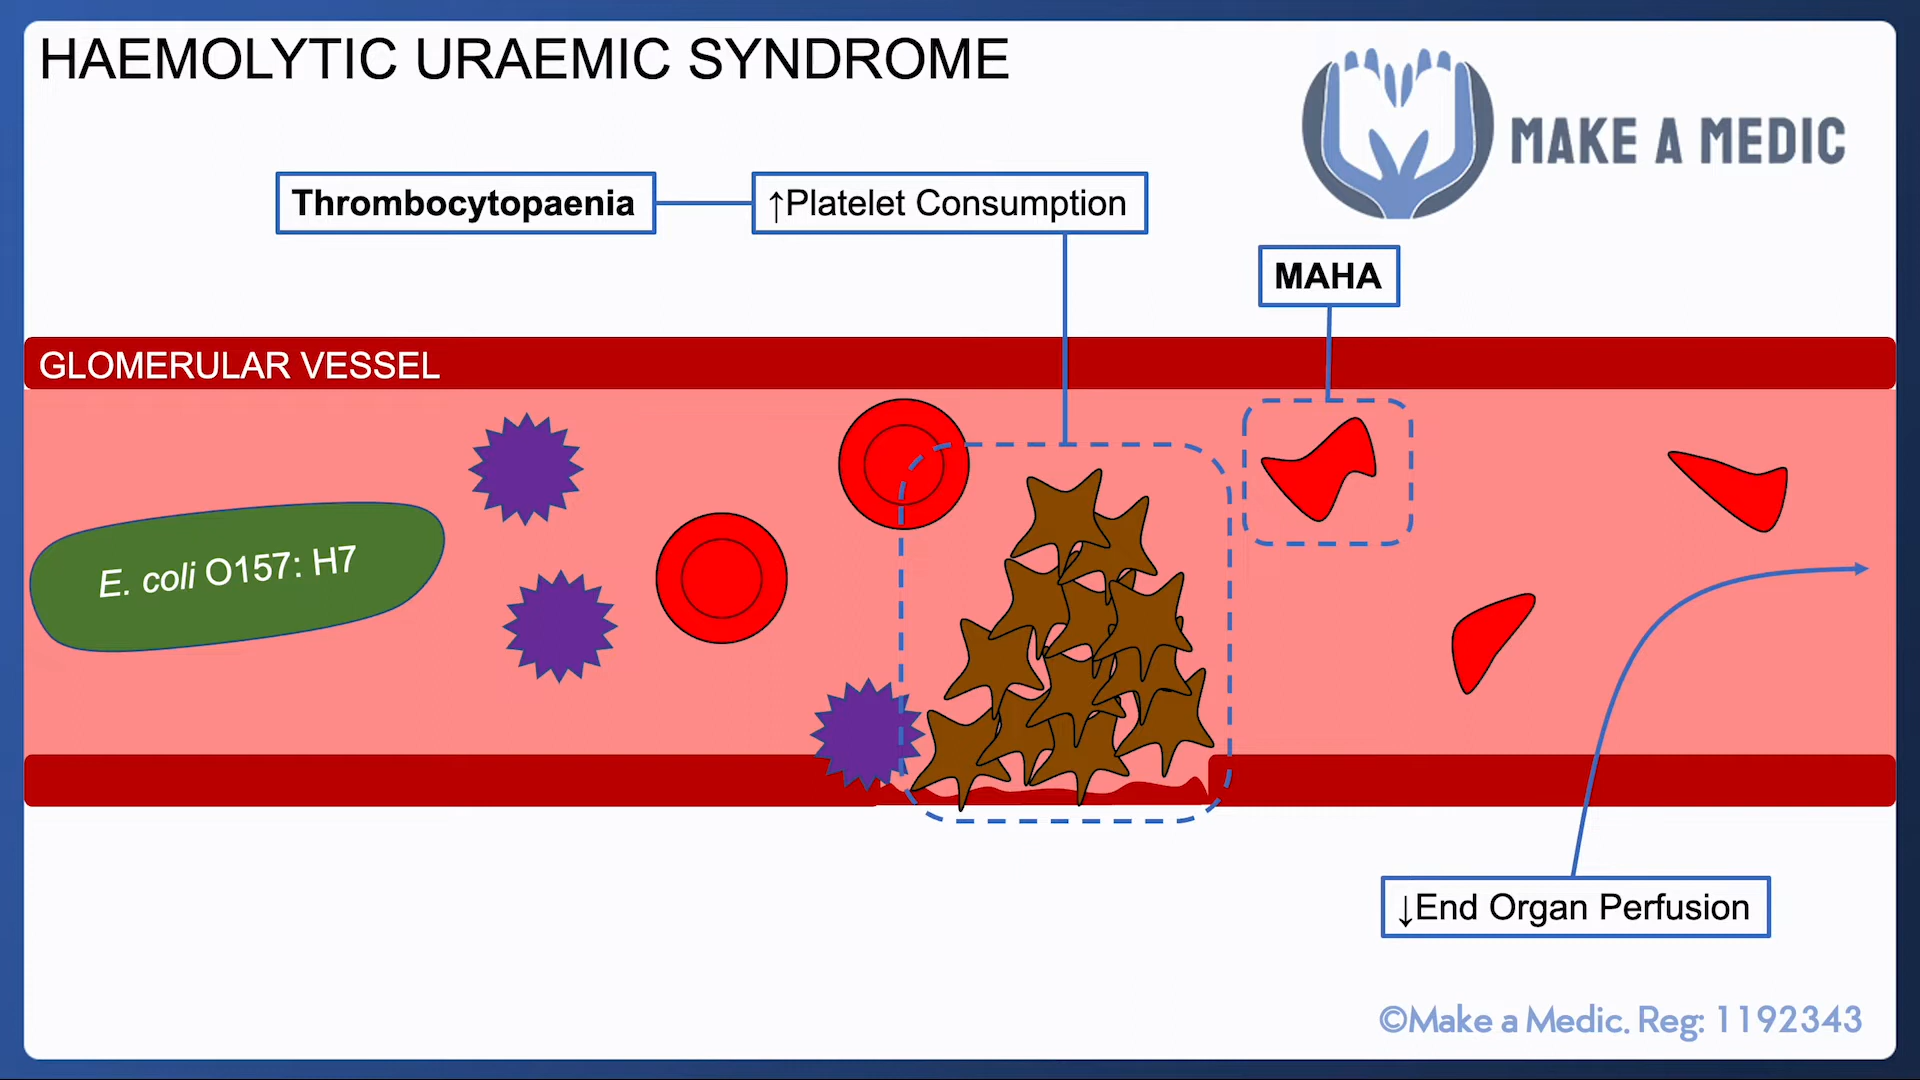 HAEMOLYTIC URAEMIC SYNDROME
MAKE A MEDIC
Thrombocytopaenia
↑Platelet Consumption
MAHA
GLOMERULAR VESSEL
E. coli O157: H7
↓End Organ Perfusion
©Make a Medic. Reg: 1192343